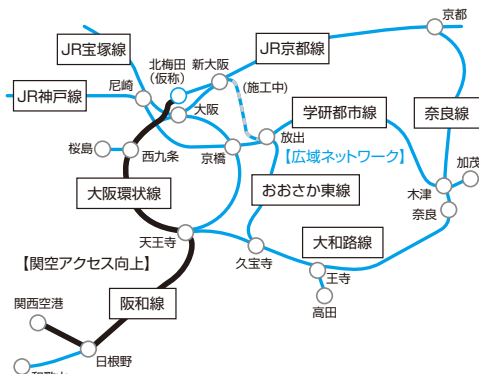 京都
JR宝塚線
北梅田
(仮称)
新大阪
JR京都線
尼崎
(施工中)
JR神戸線
大阪
学研都市線
奈良線
放出
桜島
西九条
京橋
【広域ネットワーク】
加茂
木津
大阪環状線
おおさか東線
奈良
天王寺
大和路線
久宝寺
【関空アクセス向上】
王寺
関西空港
阪和線
高田
日根野